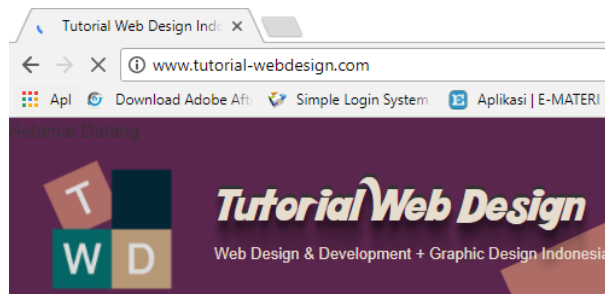 Tutorial Web Design Indo
www.tutorial-webdesign.com
Apl Download Adobe Aft Simple Login System Aplikasi | E-MATERI
Selamat Datang
T
W D
Tutorial Web Design
Web Design & Development + Graphic Design Indonesia